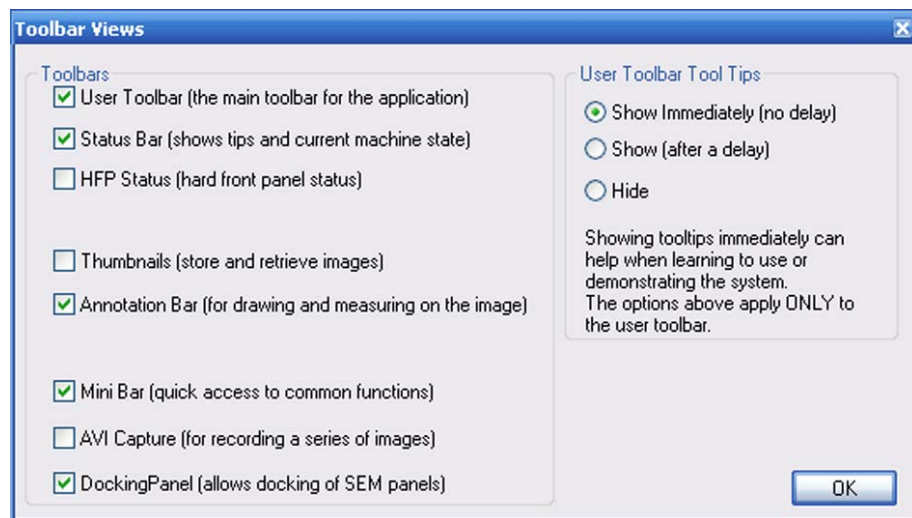 Toolbar Views
Toolbars
User Toolbar (the main toolbar for the application)
Status Bar (shows tips and current machine state)
HFP Status (hard front panel status)
Thumbnails (store and retrieve images)
Annotation Bar (for drawing and measuring on the image)
Mini Bar (quick access to common functions)
AVI Capture (for recording a series of images)
DockingPanel (allows docking of SEM panels)
User Toolbar Tool Tips
Show Immediately (no delay)
Show (after a delay)
Hide
Showing tooltips immediately can
help when learning to use or
demonstrating the system.
The options above apply ONLY to
the user toolbar.
OK